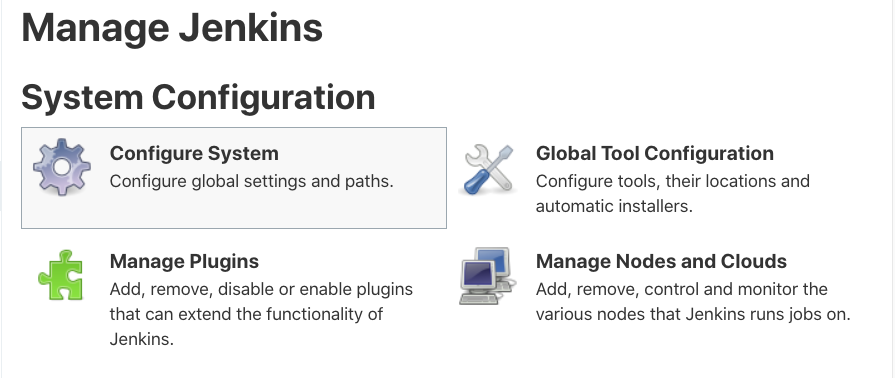 Manage Jenkins
System Configuration
Configure System
Configure global settings and paths.
Global Tool Configuration
Configure tools, their locations and
automatic installers.
Manage Plugins
Add, remove, disable or enable plugins
that can extend the functionality of
Jenkins.
Manage Nodes and Clouds
Add, remove, control and monitor the
various nodes that Jenkins runs jobs on.